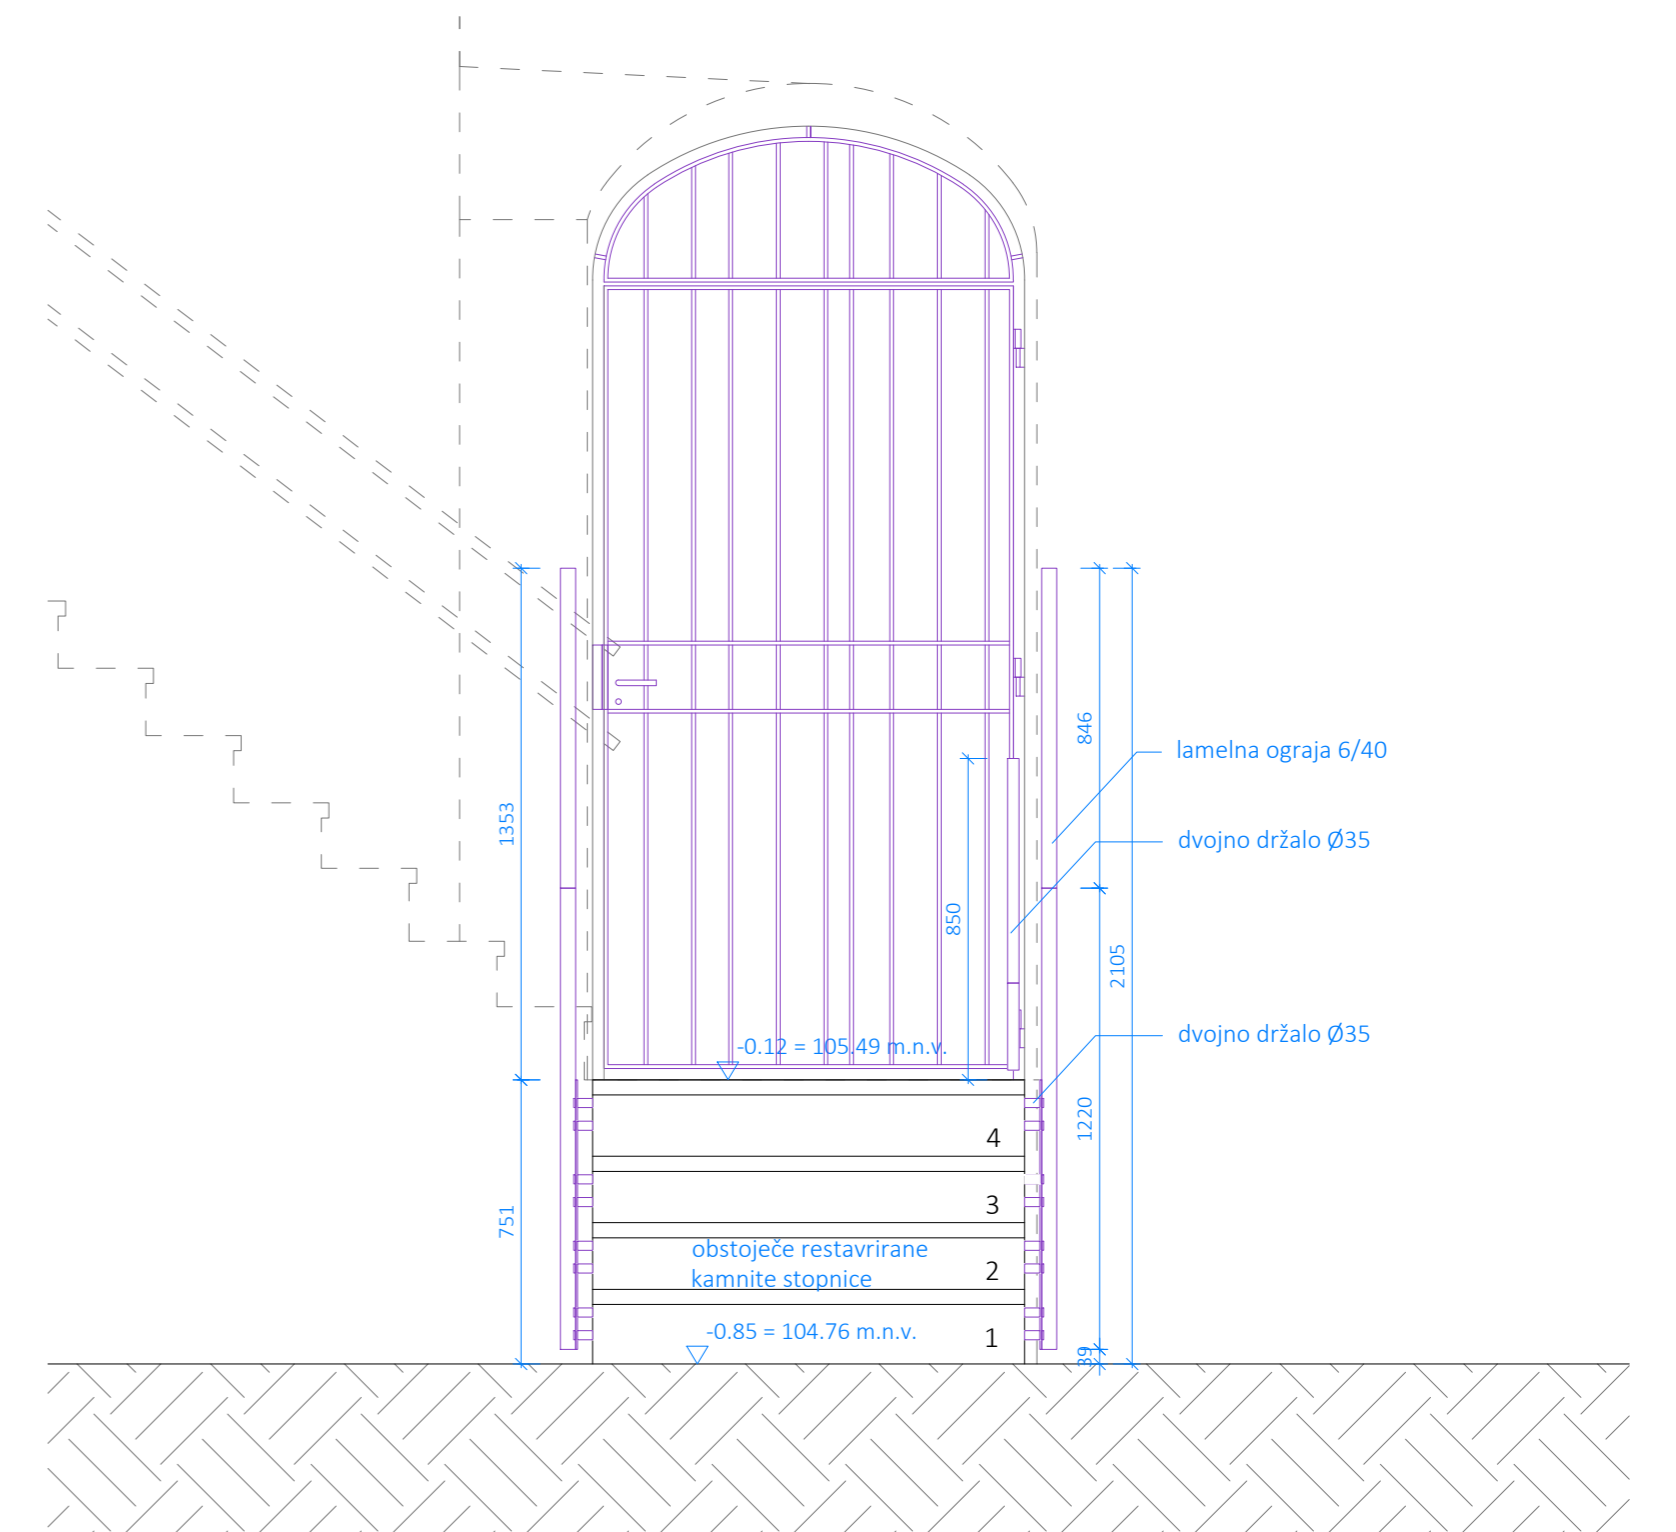 846
lamelna ograja 6/40
1353
dvojno držalo Ø35
850
2105
dvojno držalo Ø35
-0.12 = 105.49 m.n.v.
1220
4
3
751
obstoječe restavrirane
kamnite stopnice
2
-0.85 = 104.76 m.n.v.
1
39